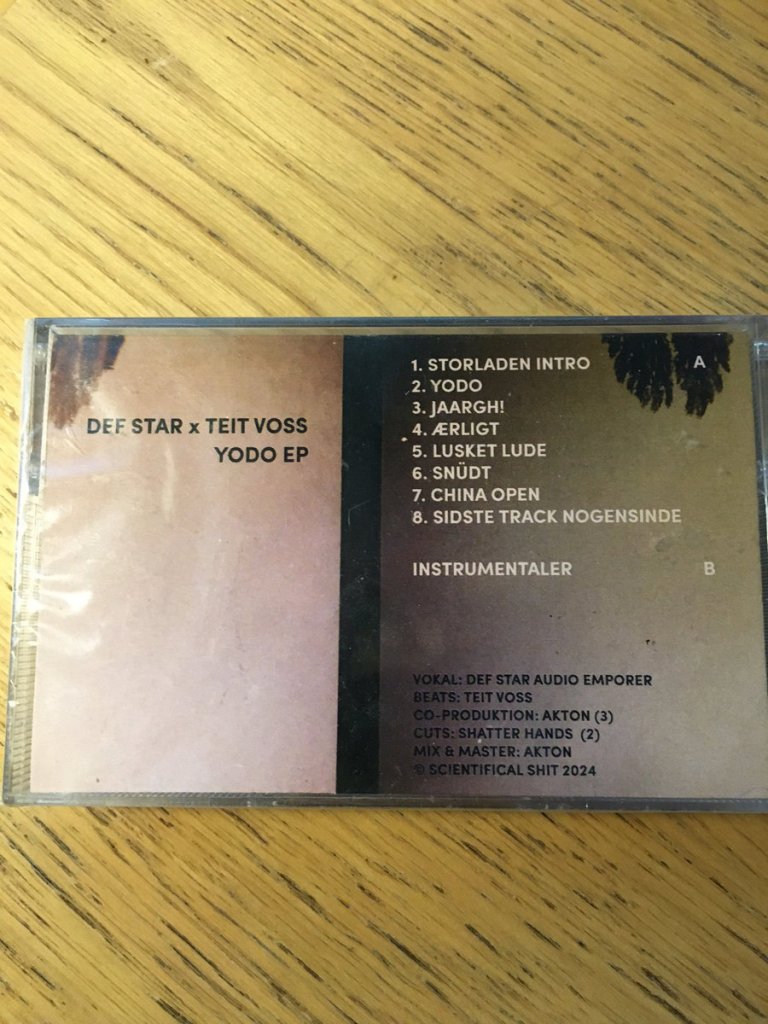 DEF STAR x TEIT VOSS
YODO EP
1. STORLADEN INTRO A
2. YODO
3. JAARGH!
4. ÆRLIGT
5. LUSKET LUDE
6. SNÜDT
7. CHINA OPEN
8. SIDSTE TRACK NOGENSINDE
INSTRUMENTALER B
VOKAL: DEF STAR AUDIO EMPORER
BEATS: TEIT VOSS
CO-PRODUKTION: AKTON (3)
CUTS: SHATTER HANDS (2)
MIX & MASTER: AKTON
© SCIENTIFICAL SHIT 2024